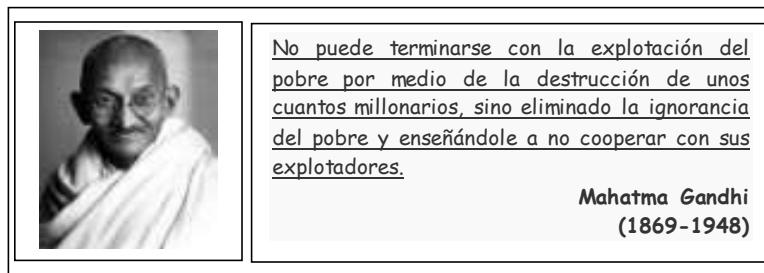 No puede terminarse con la explotación del
pobre por medio de la destrucción de unos
cuantos millonarios, sino eliminado la ignorancia
del pobre y enseñándole a no cooperar con sus
explotadores.
Mahatma Gandhi
(1869-1948)